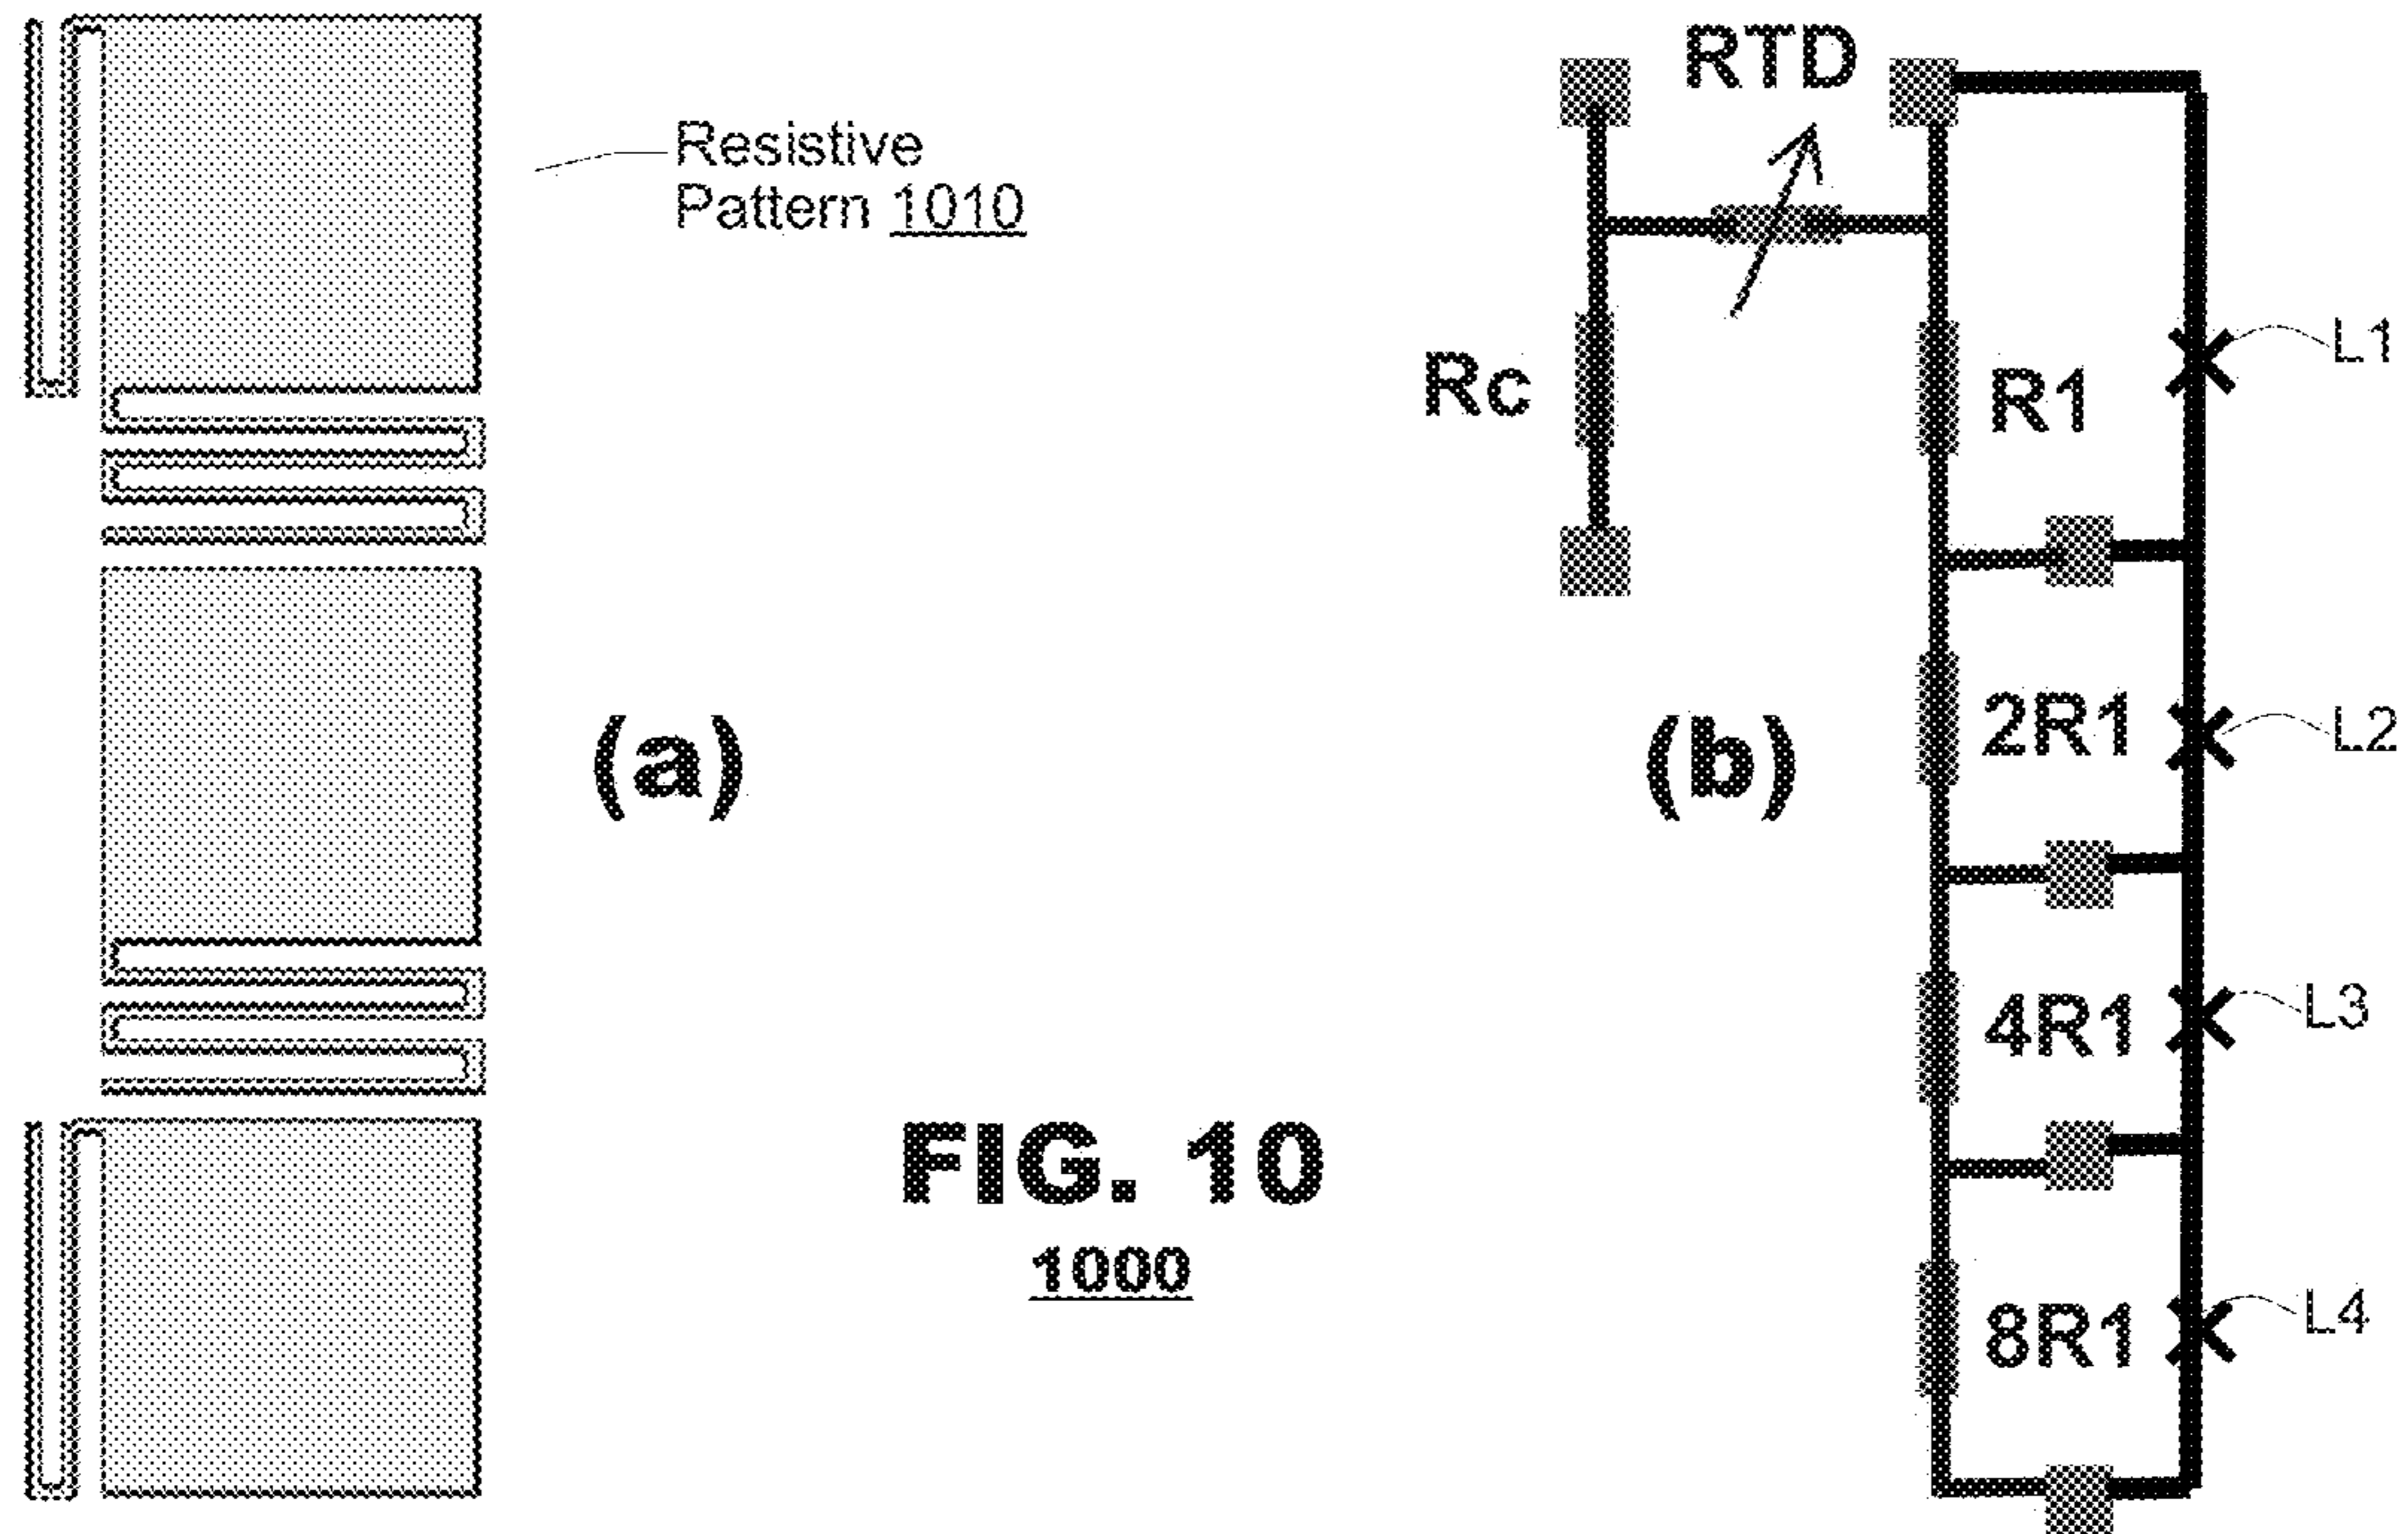 RTD
Resistive
Pattern 1010
L1
Rc
R1
(a)
(b)
2R1
L2
4R1
L3
FIG. 10
1000
8R1
L4